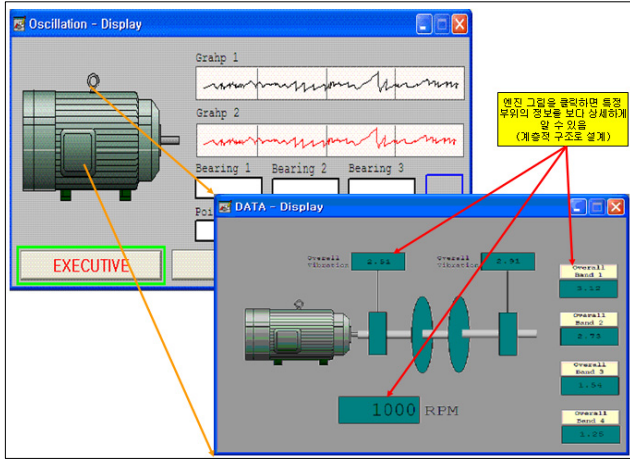 Oscillation - Display
Grahp 1
Grahp 2
Bearing 1 Bearing 2 Bearing 3
Poi
EXECUTIVE
엔진 그림을 클릭하면 특정
부위의 정보를 보다 상세하게
알 수 있음
(계층적 구조로 설계)
DATA - Display
Overall
Vibration
2.51
Overall
Vibration
2.91
Overall
Band 1
3.12
Overall
Band 2
2.73
Overall
Band 3
1.54
Overall
Band 4
1.25
1000 RPM